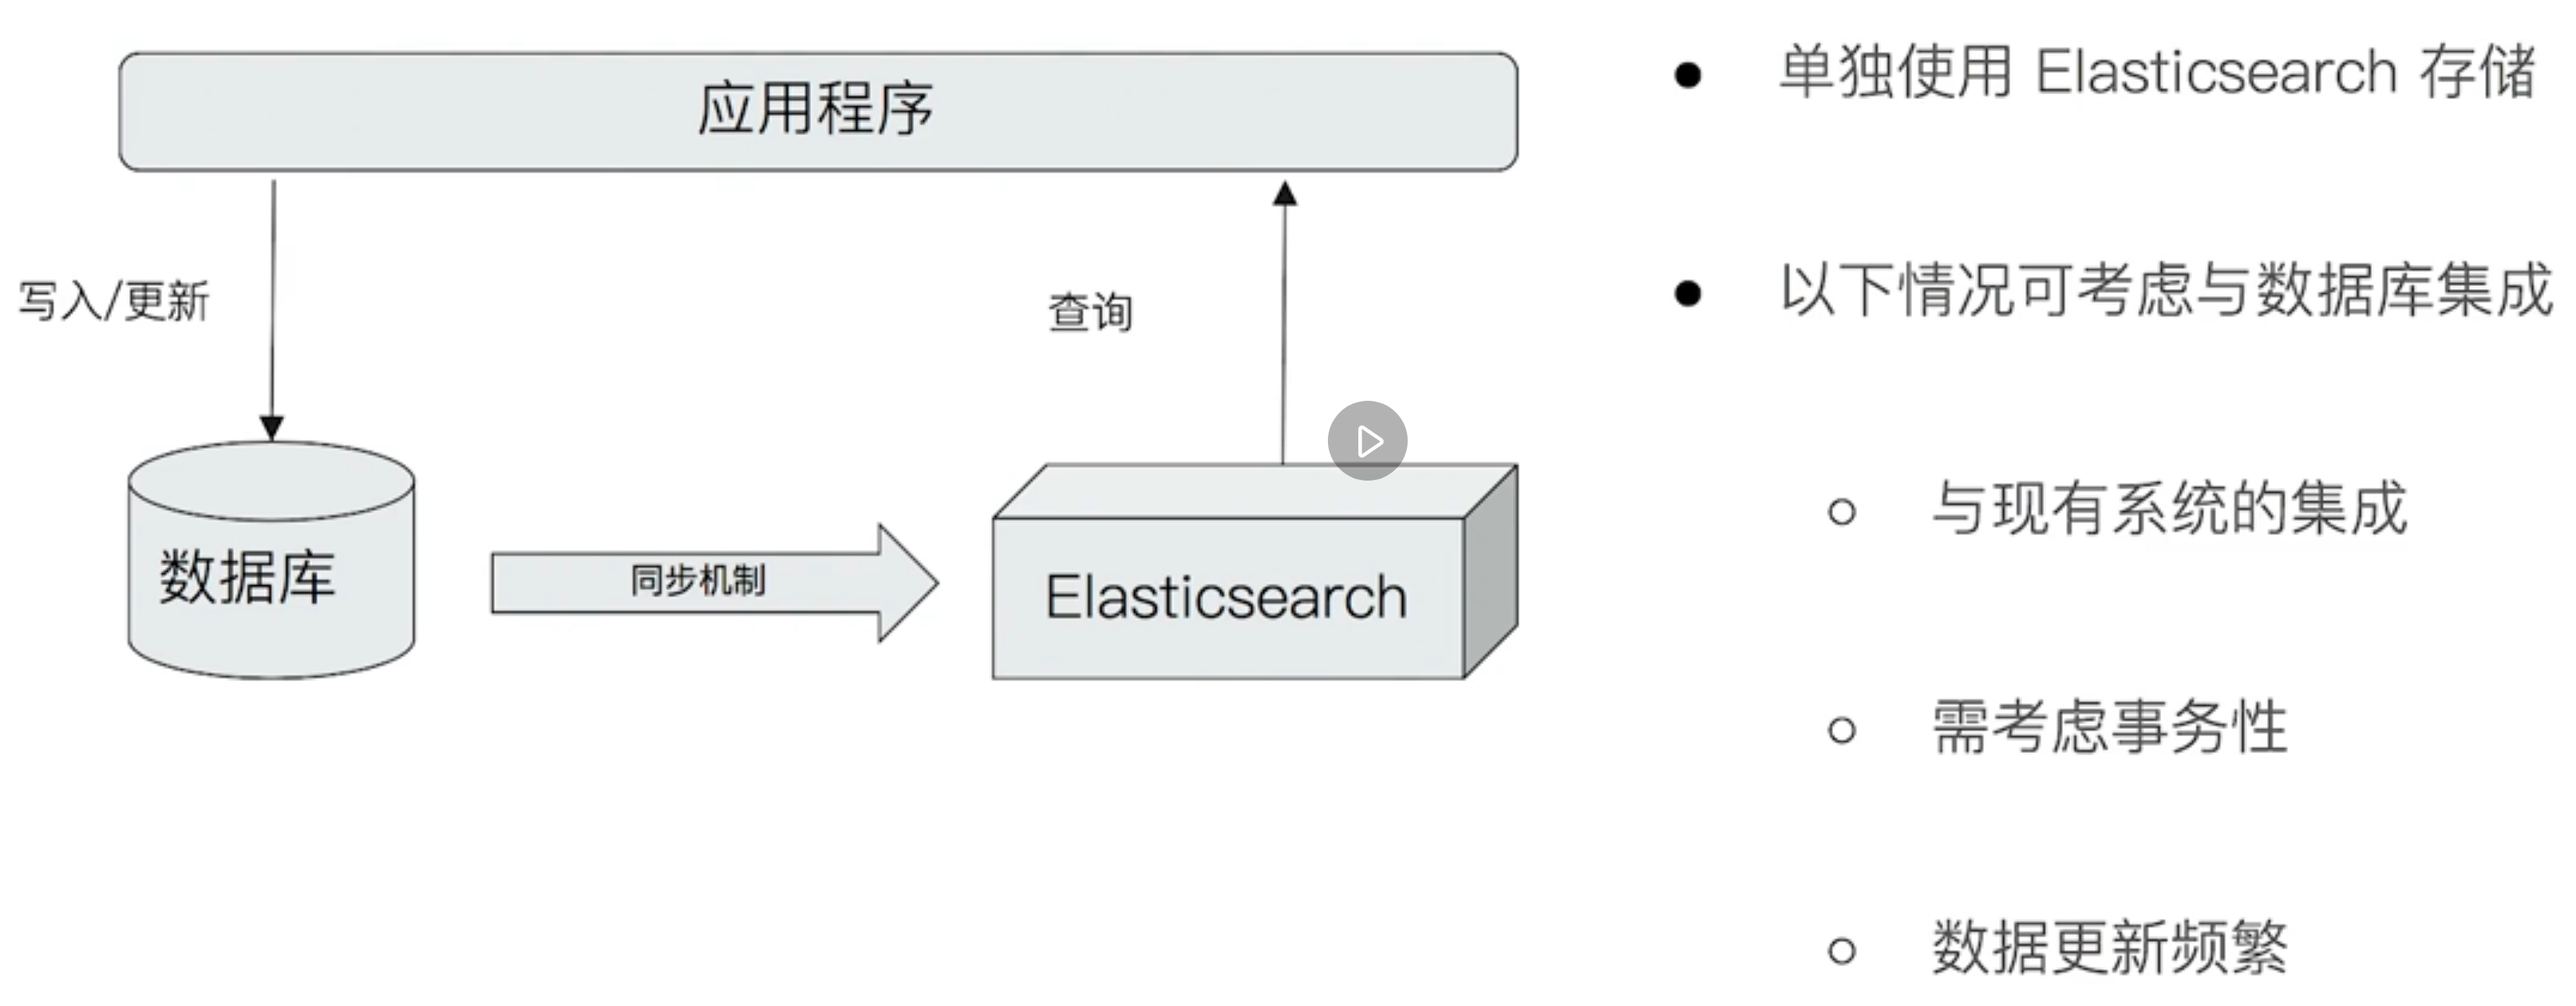 应用程序
写入/更新
查询
数据库
同步机制
Elasticsearch
单独使用 Elasticsearch 存储
以下情况可考虑与数据库集成
与现有系统的集成
需考虑事务性
数据更新频繁